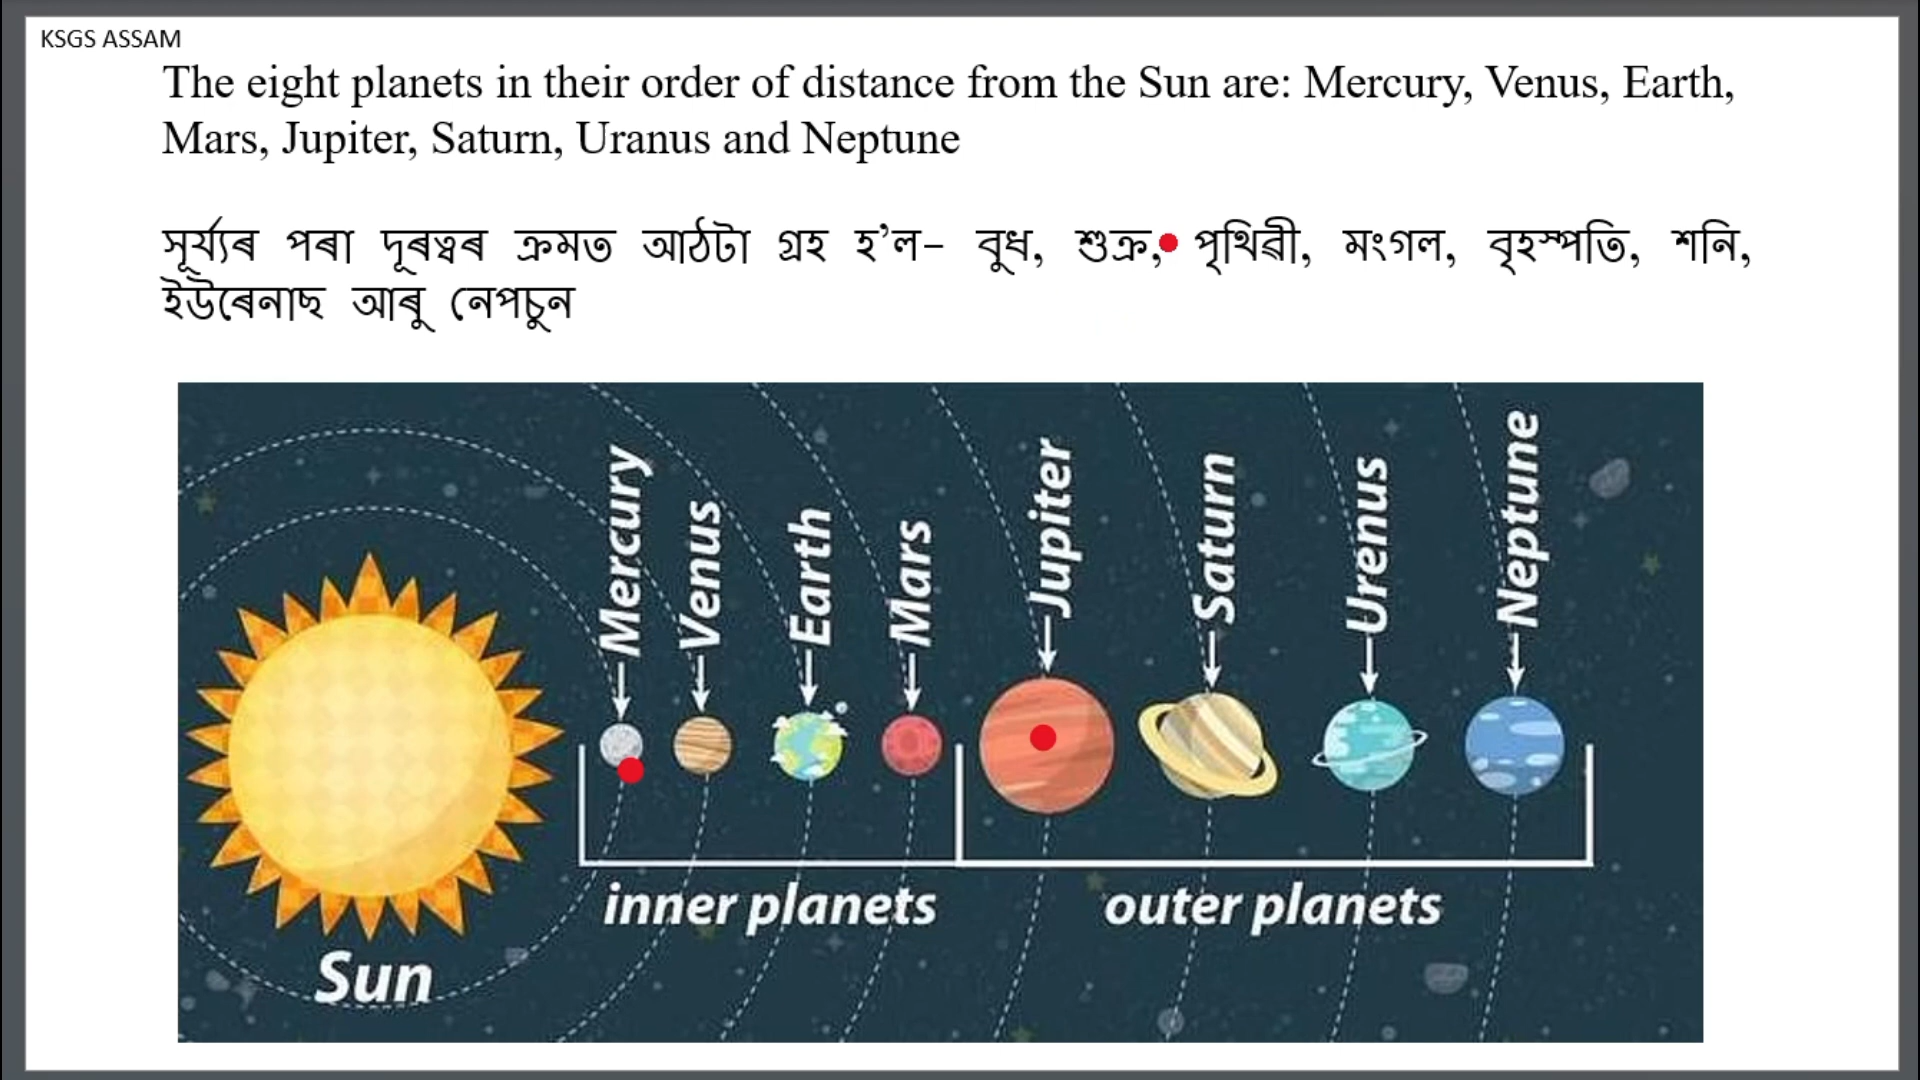 KSGS ASSAM
The eight planets in their order of distance from the Sun are: Mercury, Venus, Earth,
Mars, Jupiter, Saturn, Uranus and Neptune
সূৰ্য্যৰ পৰা দূৰত্বৰ ক্ৰমত আঠটা গ্ৰহ হ’ল– বুধ, শুক্ৰ, পৃথিৱী, মংগল, বৃহস্পতি, শনি,
ইউৰেনাছ আৰু নেপচুন
Mercury
Venus
Earth
Mars
Jupiter
Saturn
Urenus
Neptune
inner planets
outer planets
Sun